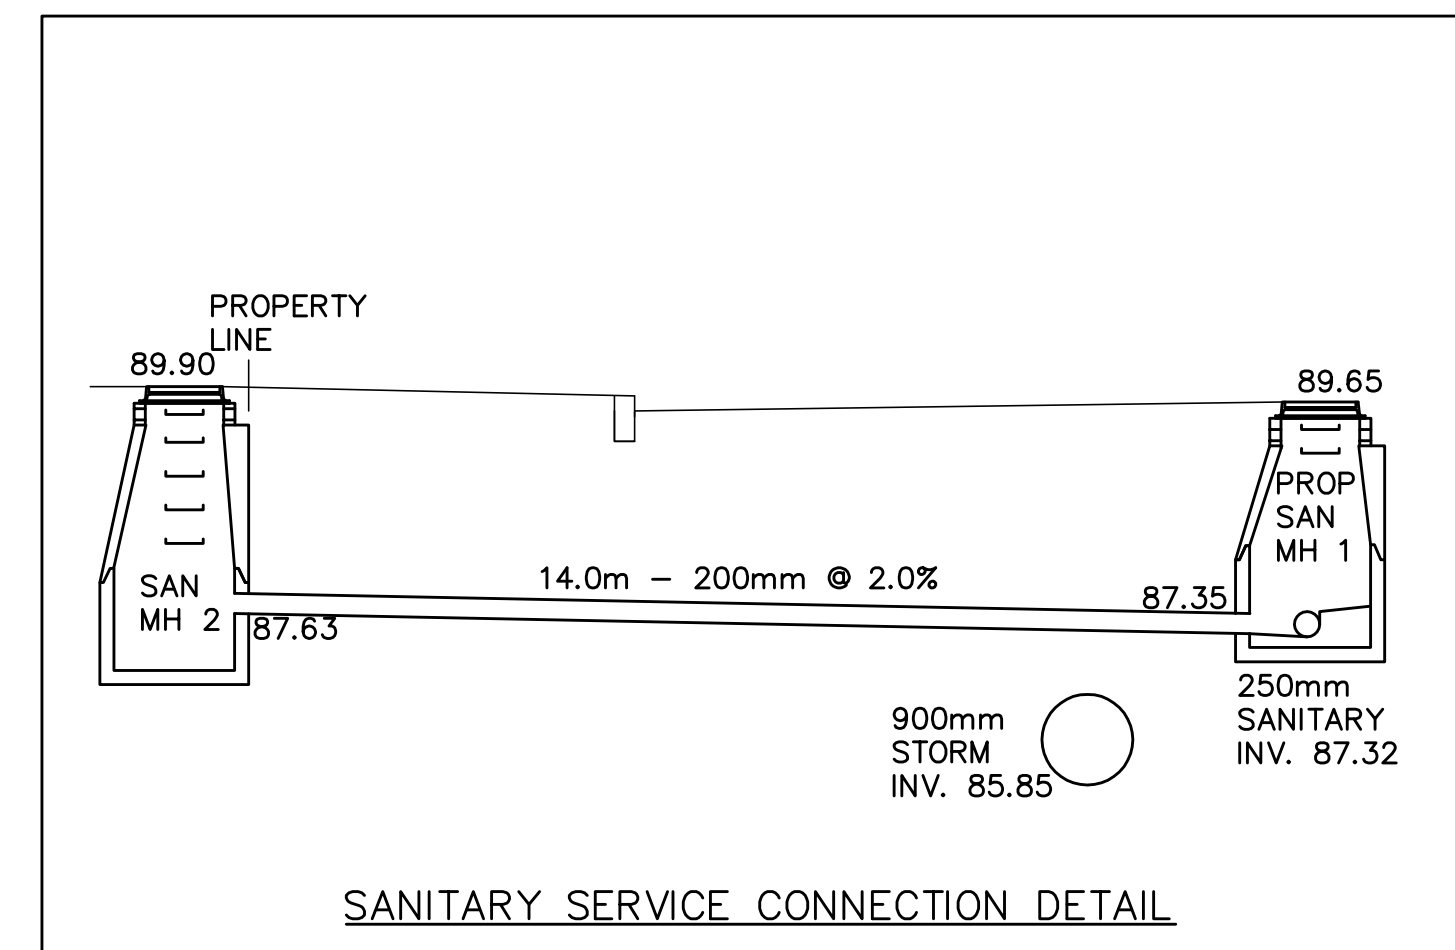 PROPERTY
LINE
89.90
89.65
PROP
SAN
MH 1
14.0m - 200mm @ 2.0%
SAN
MH 2
87.63
87.35
900mm
STORM
INV. 85.85
250mm
SANITARY
INV. 87.32
SANITARY SERVICE CONNECTION DETAIL